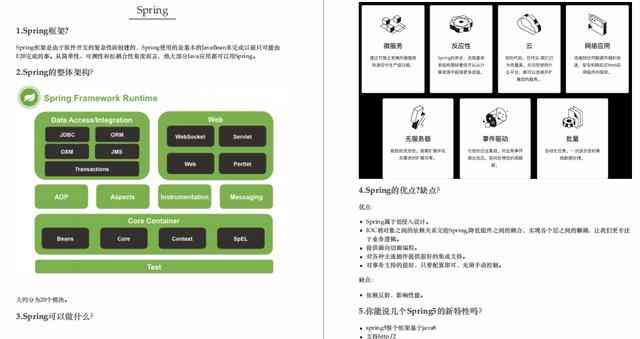 Spring
1.Spring框架?
Spring框架是由于软件开发的复杂性而创建的。Spring使用的是基本的JavaBean来完成以前只可能由
EJB完成的事。从简单性、可测性和松耦合性角度而言，绝大部分Java应用都可以用Spring。
2.Spring的整体架构?
Spring Framework Runtime
Data Access/Integration
JDBC
ORM
OXM
JMS
Transactions
Web
WebSocket
Servlet
Web
Portlet
AOP
Aspects
Instrumentation
Messaging
Core Container
Beans
Core
Context
SpEL
Test
大约分为20个模块。
3.Spring可以做什么?
微服务
反应性
云
网络应用
无服务器
事件驱动
批量
4.Spring的优点?缺点?
优点:
Spring属于低侵入设计。
IOC将对象之间的依赖关系交给Spring,降低组件之间的耦合，实现各个层之间的解耦，让我们更专注
于业务逻辑。
提供面向切面编程。
对各种主流插件提供很好的集成支持。
对事务支持的很好，只要配置即可，无须手动控制。
缺点:
依赖反射，影响性能。
5.你能说几个Spring5的新特性吗?
spring5整个框架基于java8
支持http/2